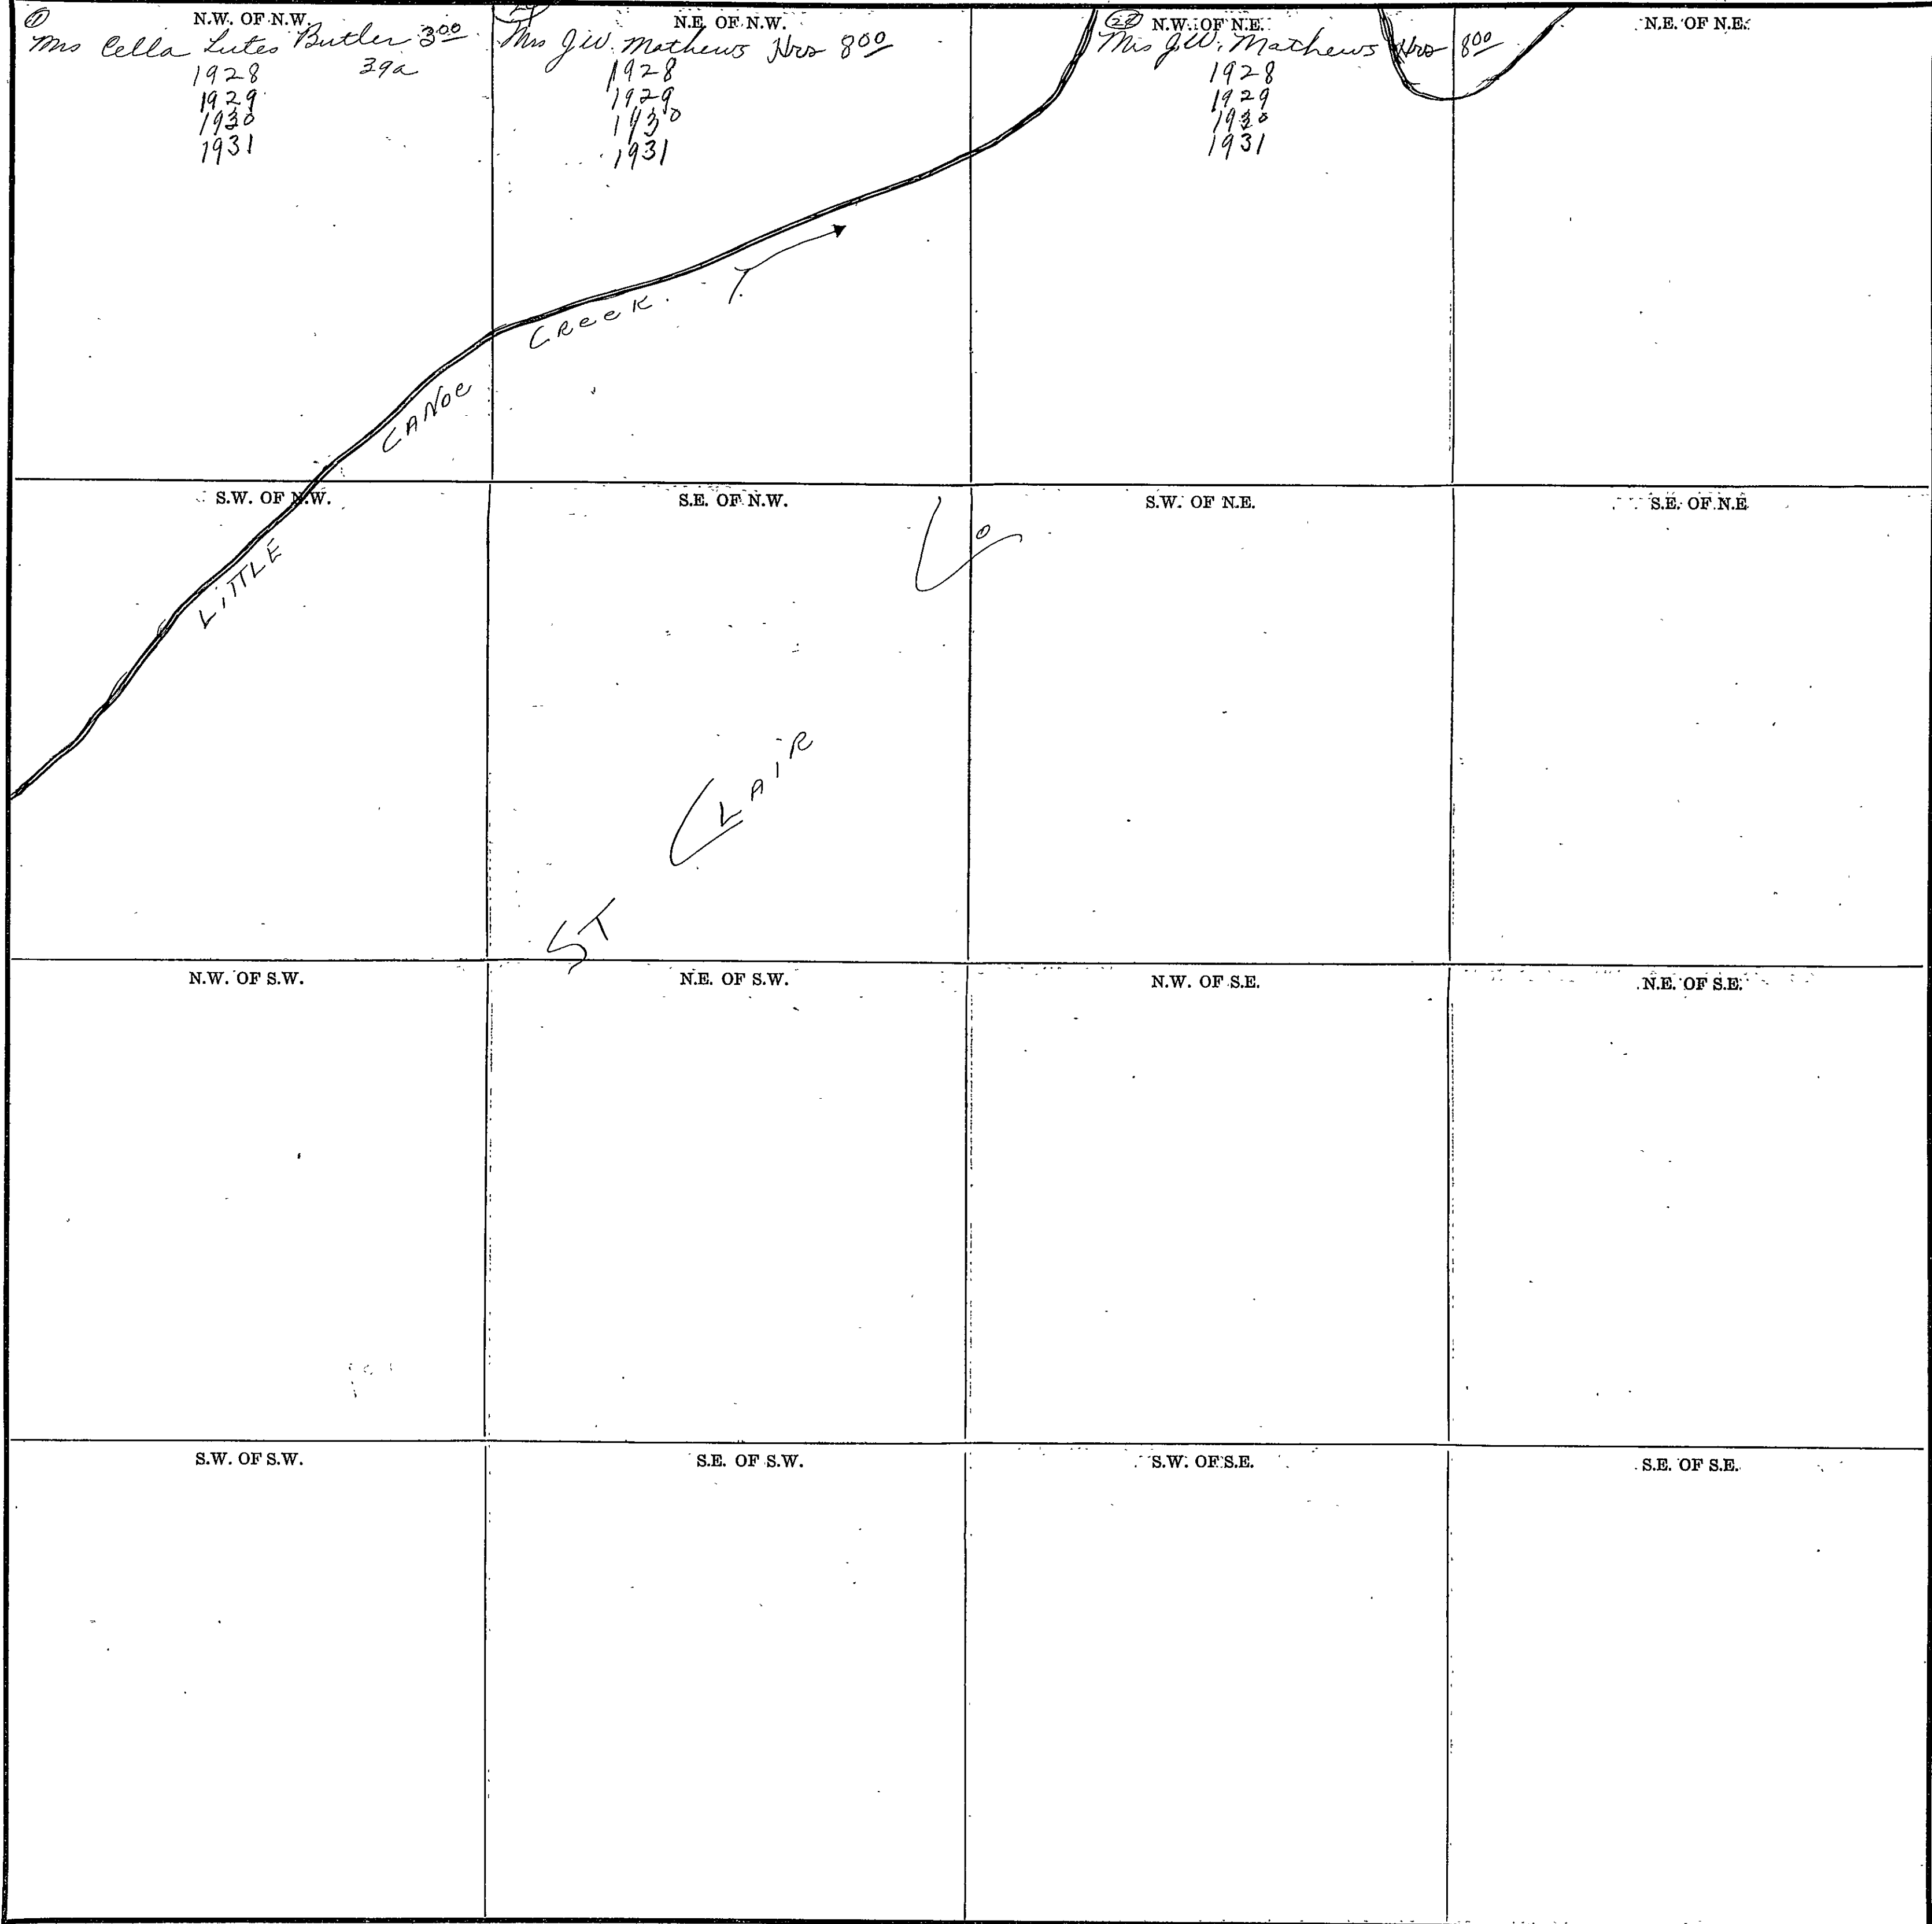 ① N.W. OF N.W.
Mrs Cella Lutes Butler 3.00
39a
1928
1929
1930
1931
N.E. OF N.W.
Mrs J.W. Mathews Hrs 8.00
1928
1929
1930
1931
N.W. OF N.E.
Mrs J.W. Mathews Hrs 8.00
1928
1929
1930
1931
N.E. OF N.E.
LITTLE CANOE CREEK
S.W. OF N.W.
S.E. OF N.W.
S.W. OF N.E.
S.E. OF N.E
ST CLAIR Co
N.W. OF S.W.
N.E. OF S.W.
N.W. OF S.E.
N.E. OF S.E.
S.W. OF S.W.
S.E. OF S.W.
S.W. OF S.E.
S.E. OF S.E.